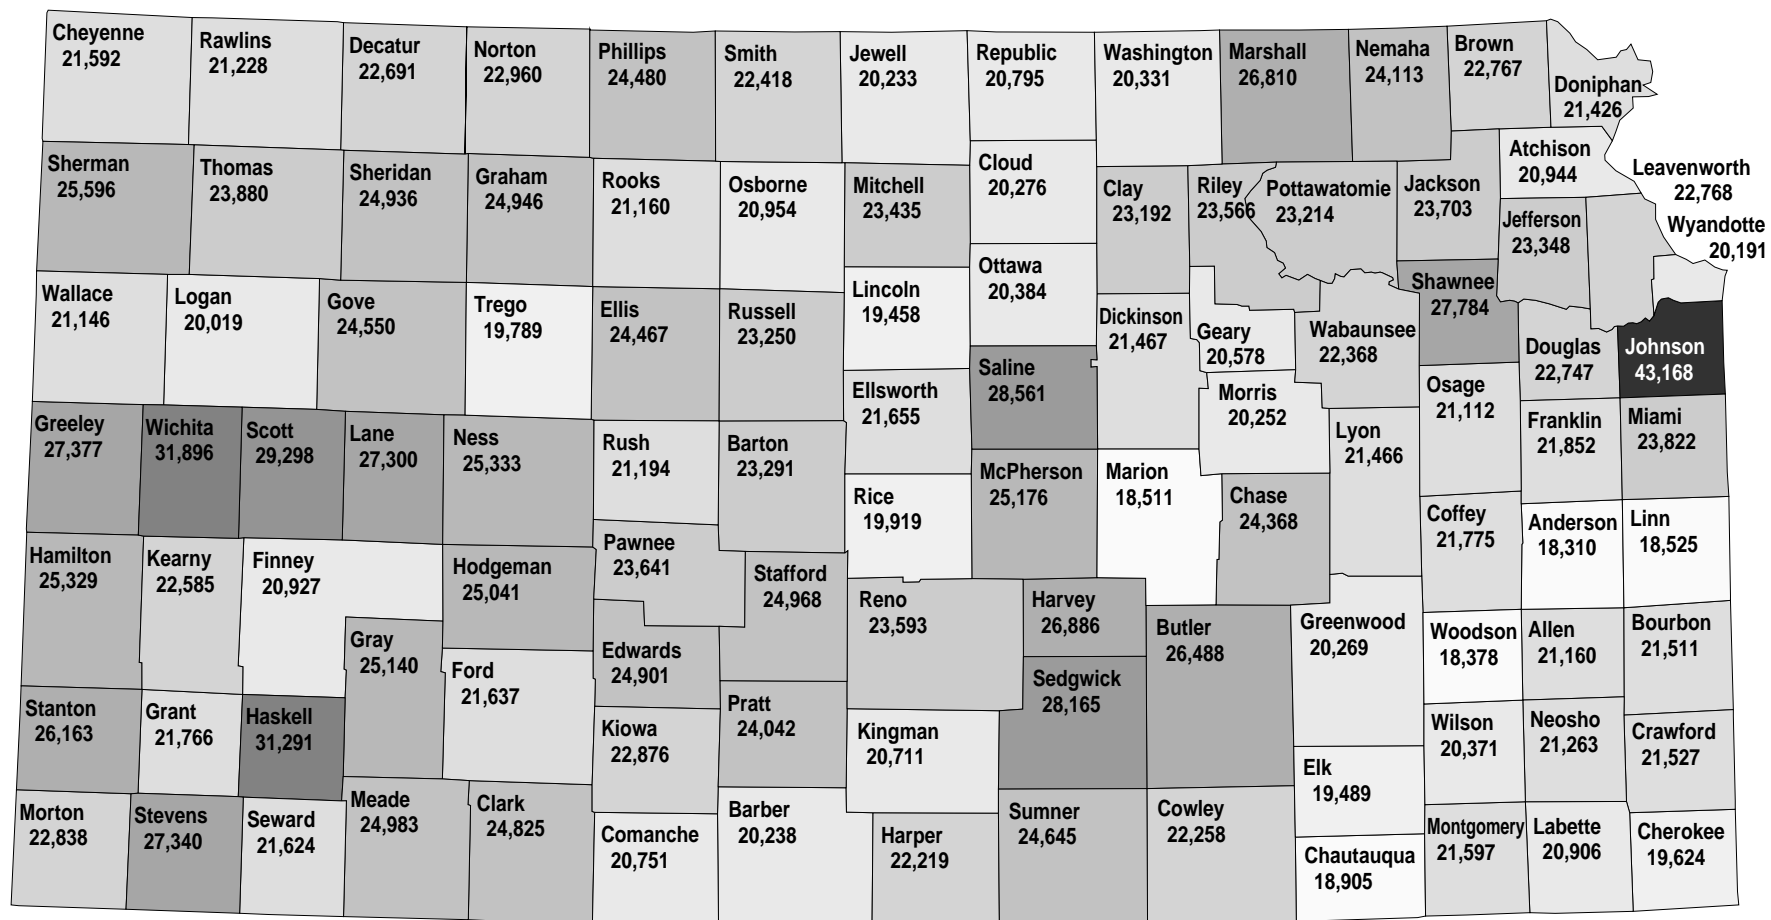 Cheyenne
21,592
Rawlins
21,228
Decatur
22,691
Norton
22,960
Phillips
24,480
Smith
22,418
Jewell
20,233
Republic
20,795
Washington
20,331
Marshall
26,810
Nemaha
24,113
Brown
22,767
Doniphan
21,426
Sherman
25,596
Thomas
23,880
Sheridan
24,936
Graham
24,946
Rooks
21,160
Osborne
20,954
Mitchell
23,435
Cloud
20,276
Clay
23,192
Riley
23,566
Pottawatomie
23,214
Jackson
23,703
Atchison
20,944
Jefferson
23,348
Leavenworth
22,768
Wyandotte
20,191
Wallace
21,146
Logan
20,019
Gove
24,550
Trego
19,789
Ellis
24,467
Russell
23,250
Lincoln
19,458
Ottawa
20,384
Dickinson
21,467
Geary
20,578
Wabaunsee
22,368
Shawnee
27,784
Douglas
22,747
Johnson
43,168
Greeley
27,377
Wichita
31,896
Scott
29,298
Lane
27,300
Ness
25,333
Rush
21,194
Barton
23,291
Ellsworth
21,655
Saline
28,561
Morris
20,252
Lyon
21,466
Osage
21,112
Franklin
21,852
Miami
23,822
Rice
19,919
McPherson
25,176
Marion
18,511
Chase
24,368
Coffey
21,775
Anderson
18,310
Linn
18,525
Hamilton
25,329
Kearny
22,585
Finney
20,927
Hodgeman
25,041
Pawnee
23,641
Stafford
24,968
Reno
23,593
Harvey
26,886
Butler
26,488
Greenwood
20,269
Woodson
18,378
Allen
21,160
Bourbon
21,511
Gray
25,140
Ford
21,637
Edwards
24,901
Sedgwick
28,165
Stanton
26,163
Grant
21,766
Haskell
31,291
Kiowa
22,876
Pratt
24,042
Kingman
20,711
Wilson
20,371
Neosho
21,263
Crawford
21,527
Elk
19,489
Morton
22,838
Stevens
27,340
Seward
21,624
Meade
24,983
Clark
24,825
Comanche
20,751
Barber
20,238
Harper
22,219
Sumner
24,645
Cowley
22,258
Chautauqua
18,905
Montgomery
21,597
Labette
20,906
Cherokee
19,624